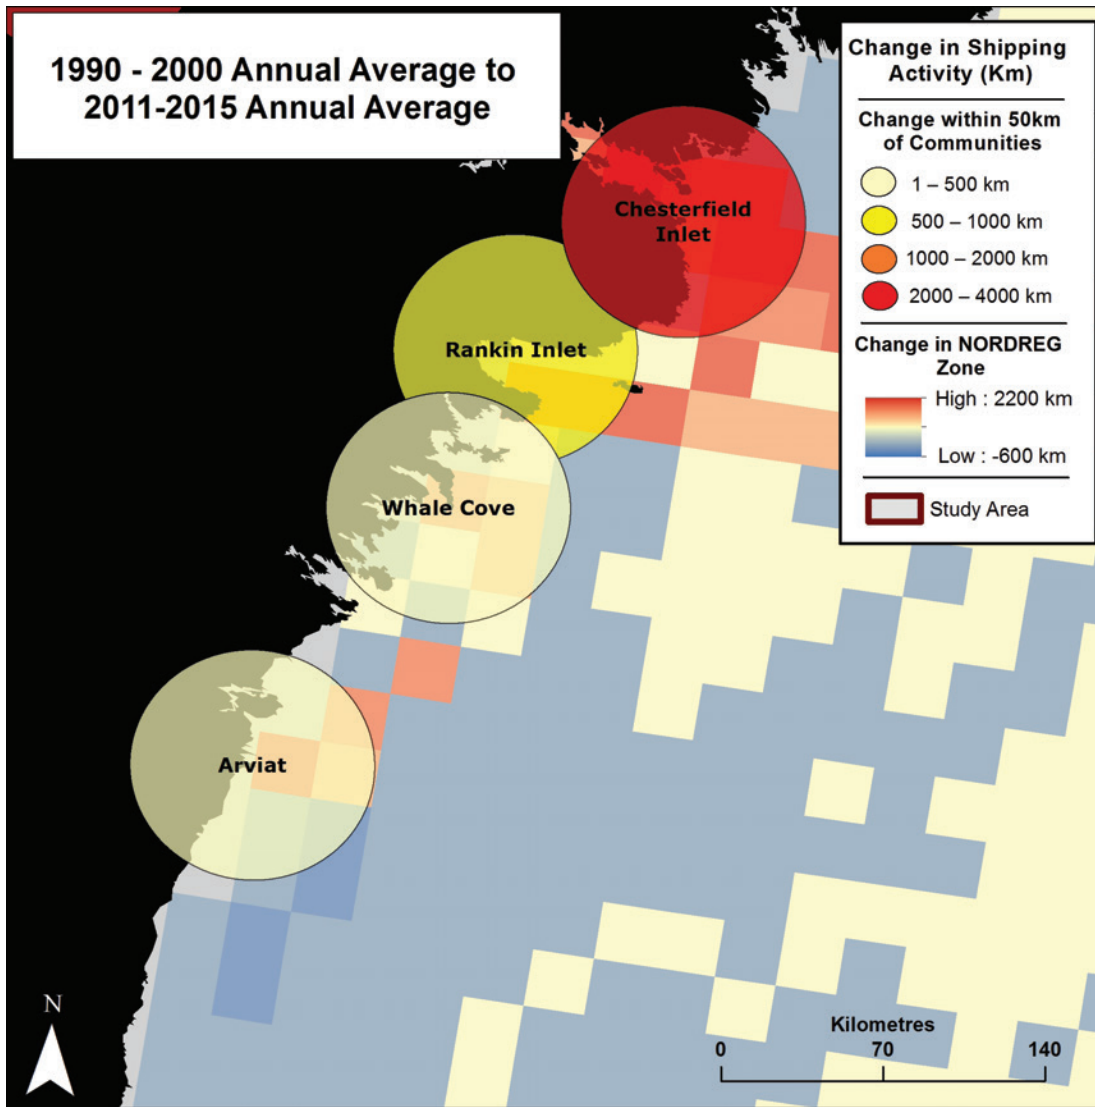 1990 - 2000 Annual Average to
2011-2015 Annual Average
Change in Shipping
Activity (Km)
Change within 50km
of Communities
1 – 500 km
500 – 1000 km
1000 – 2000 km
2000 – 4000 km
Change in NORDREG
Zone
High : 2200 km
Low : -600 km
Study Area
Chesterfield
Inlet
Rankin Inlet
Whale Cove
Arviat
N
Kilometres
0 70 140